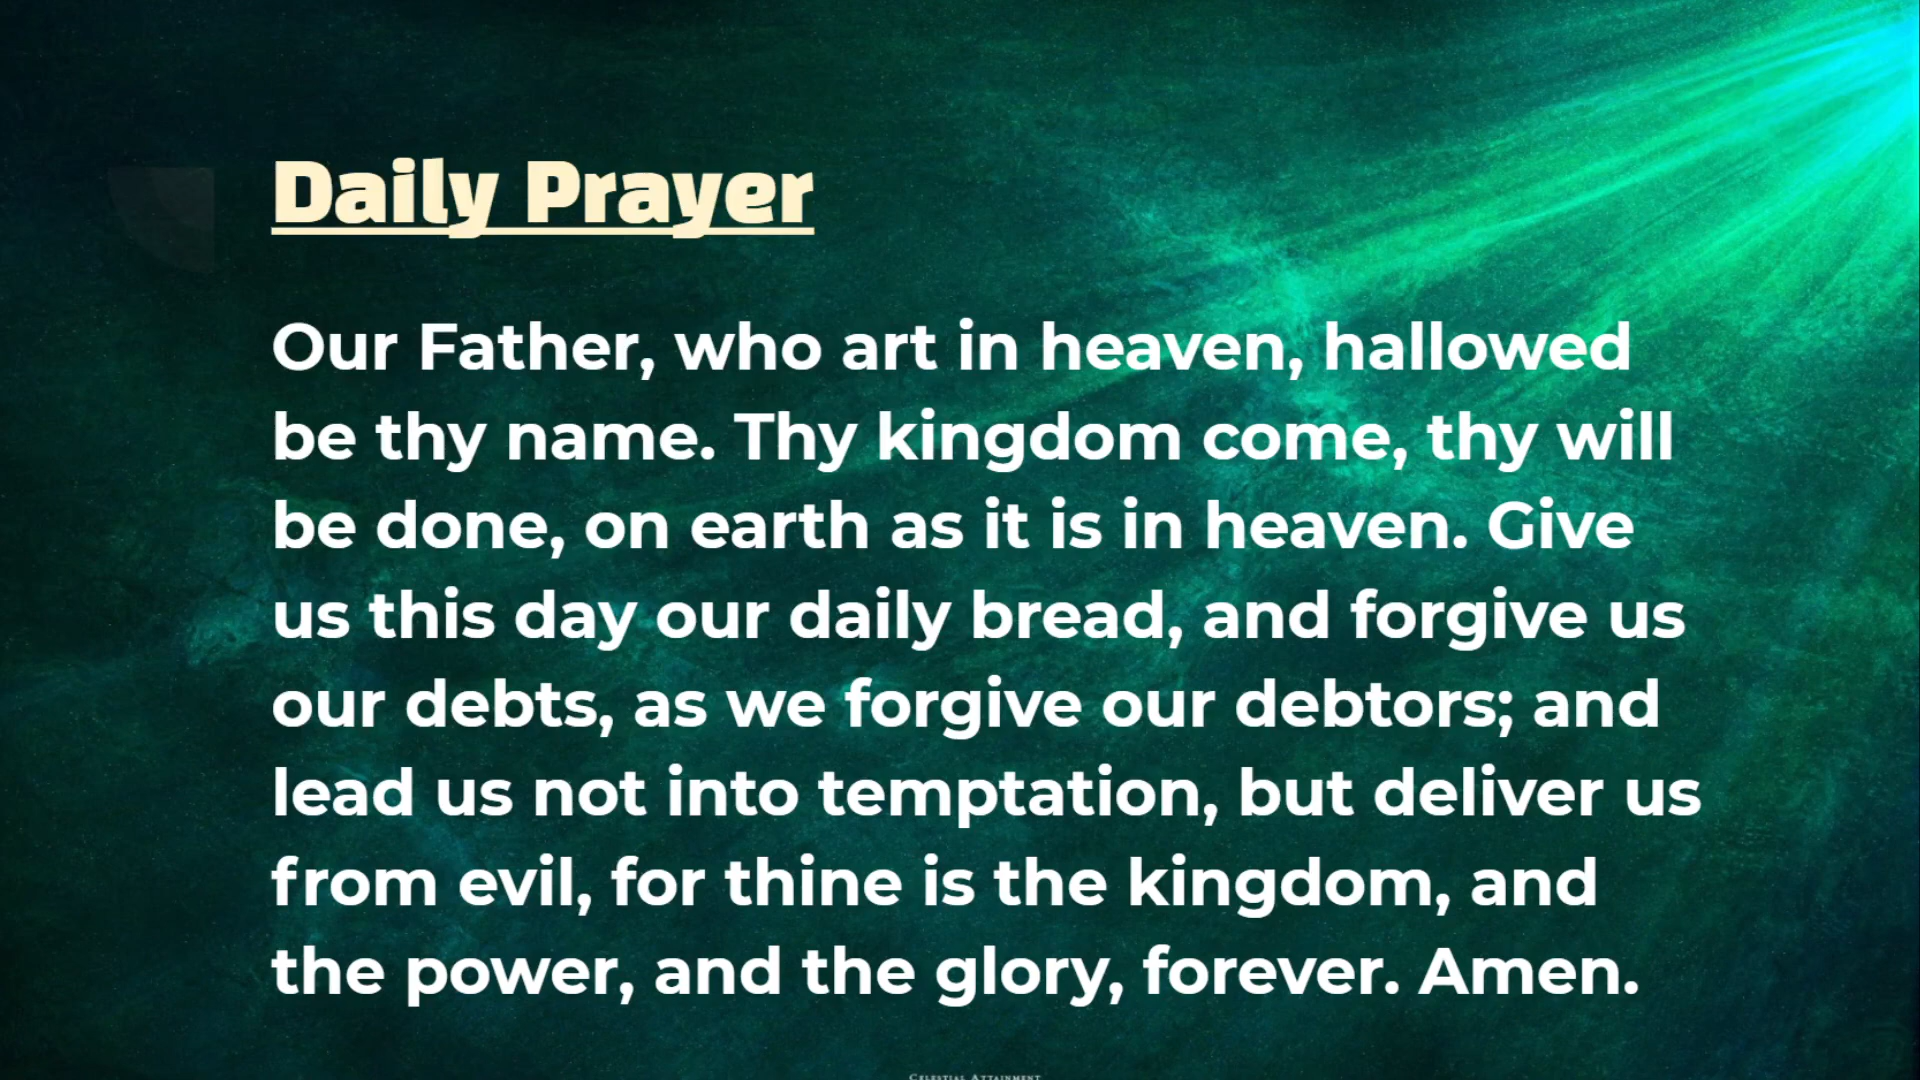 Daily Prayer
Our Father, who art in heaven, hallowed
be thy name. Thy kingdom come, thy will
be done, on earth as it is in heaven. Give
us this day our daily bread, and forgive us
our debts, as we forgive our debtors; and
lead us not into temptation, but deliver us
from evil, for thine is the kingdom, and
the power, and the glory, forever. Amen.
Celestial Attainment